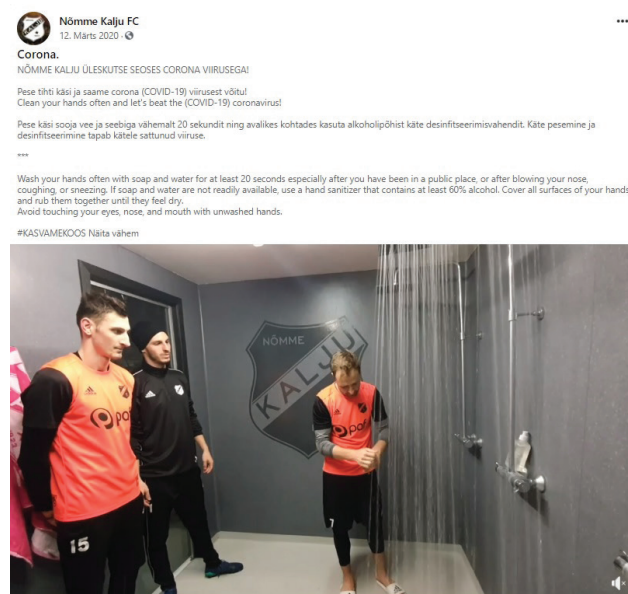 Nõmme Kalju FC
12. Märts 2020 ·
Corona.
NÕMME KALJU ÜLESKUTSE SEOSES CORONA VIIRUSEGA!
Pese tihti käsi ja saame corona (COVID-19) viirusest võitu!
Clean your hands often and let's beat the (COVID-19) coronavirus!
Pese käsi sooja vee ja seebiga vähemalt 20 sekundit ning avalikes kohtades kasuta alkoholipõhist käte desinfitseerimisvahendit. Käte pesemine ja
desinfitseerimine tapab kätele sattunud viiruse.
***
Wash your hands often with soap and water for at least 20 seconds especially after you have been in a public place, or after blowing your nose,
coughing, or sneezing. If soap and water are not readily available, use a hand sanitizer that contains at least 60% alcohol. Cover all surfaces of your hands
and rub them together until they feel dry.
Avoid touching your eyes, nose, and mouth with unwashed hands.
#KASVAMEKOOS Näita vähem
NÕMME
KALJU
15
7